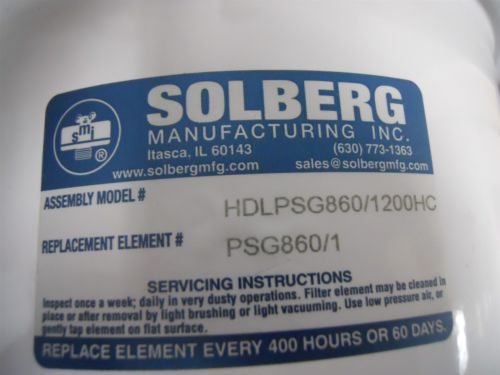 SOLBERG
MANUFACTURING INC.
Itasca, IL 60143 (630) 773-1363
www.solbergmfg.com sales@solbergmfg.com
smi
®
ASSEMBLY MODEL # HDLPSG860/1200HC
REPLACEMENT ELEMENT # PSG860/1
SERVICING INSTRUCTIONS
Inspect once a week; daily in very dusty operations. Filter element may be cleaned in
place or after removal by light brushing or light vacuuming. Use low pressure air, or
gently tap element on flat surface.
REPLACE ELEMENT EVERY 400 HOURS OR 60 DAYS.